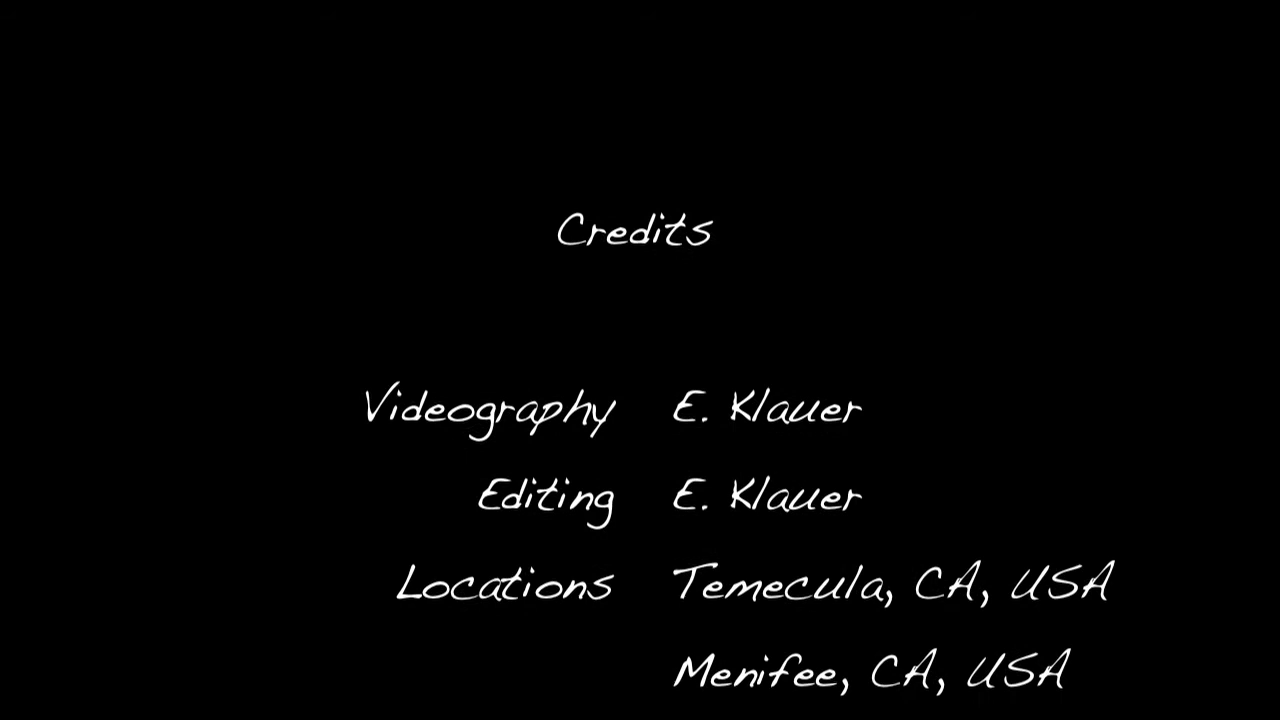 Credits
Videography E. Klauer
Editing E. Klauer
Locations Temecula, CA, USA
Menifee, CA, USA